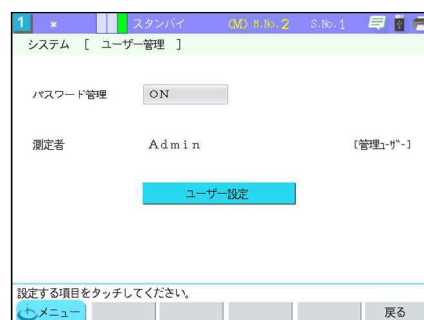 1 * スタンバイ (M) M.No.2 S.No.1
システム [ ユーザー管理 ]
パスワード管理 ON
測定者 Admin [管理ﾕｰｻﾞｰ]
ユーザー設定
設定する項目をタッチしてください。
メニュー 戻る